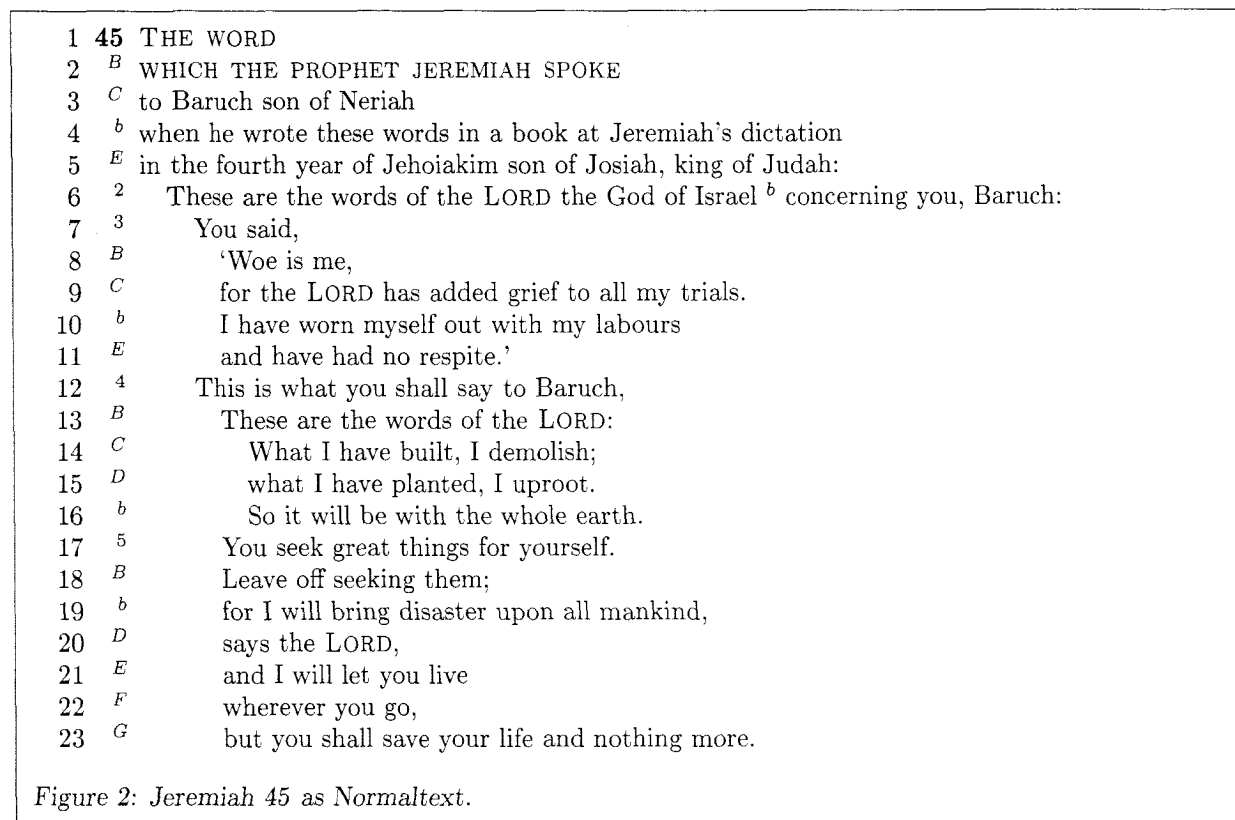 1 45 THE WORD
2 B WHICH THE PROPHET JEREMIAH SPOKE
3 C to Baruch son of Neriah
4 b when he wrote these words in a book at Jeremiah's dictation
5 E in the fourth year of Jehoiakim son of Josiah, king of Judah:
6 2 These are the words of the LORD the God of Israel b concerning you, Baruch:
7 3 You said,
8 B 'Woe is me,
9 C for the LORD has added grief to all my trials.
10 b I have worn myself out with my labours
11 E and have had no respite.'
12 4 This is what you shall say to Baruch,
13 B These are the words of the LORD:
14 C What I have built, I demolish;
15 D what I have planted, I uproot.
16 b So it will be with the whole earth.
17 5 You seek great things for yourself.
18 B Leave off seeking them;
19 b for I will bring disaster upon all mankind,
20 D says the LORD,
21 E and I will let you live
22 F wherever you go,
23 G but you shall save your life and nothing more.
Figure 2: Jeremiah 45 as Normaltext.